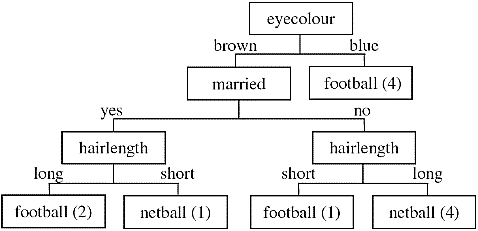 eyecolour
brown blue
married football (4)
yes no
hairlength hairlength
long short short long
football (2) netball (1) football (1) netball (4)